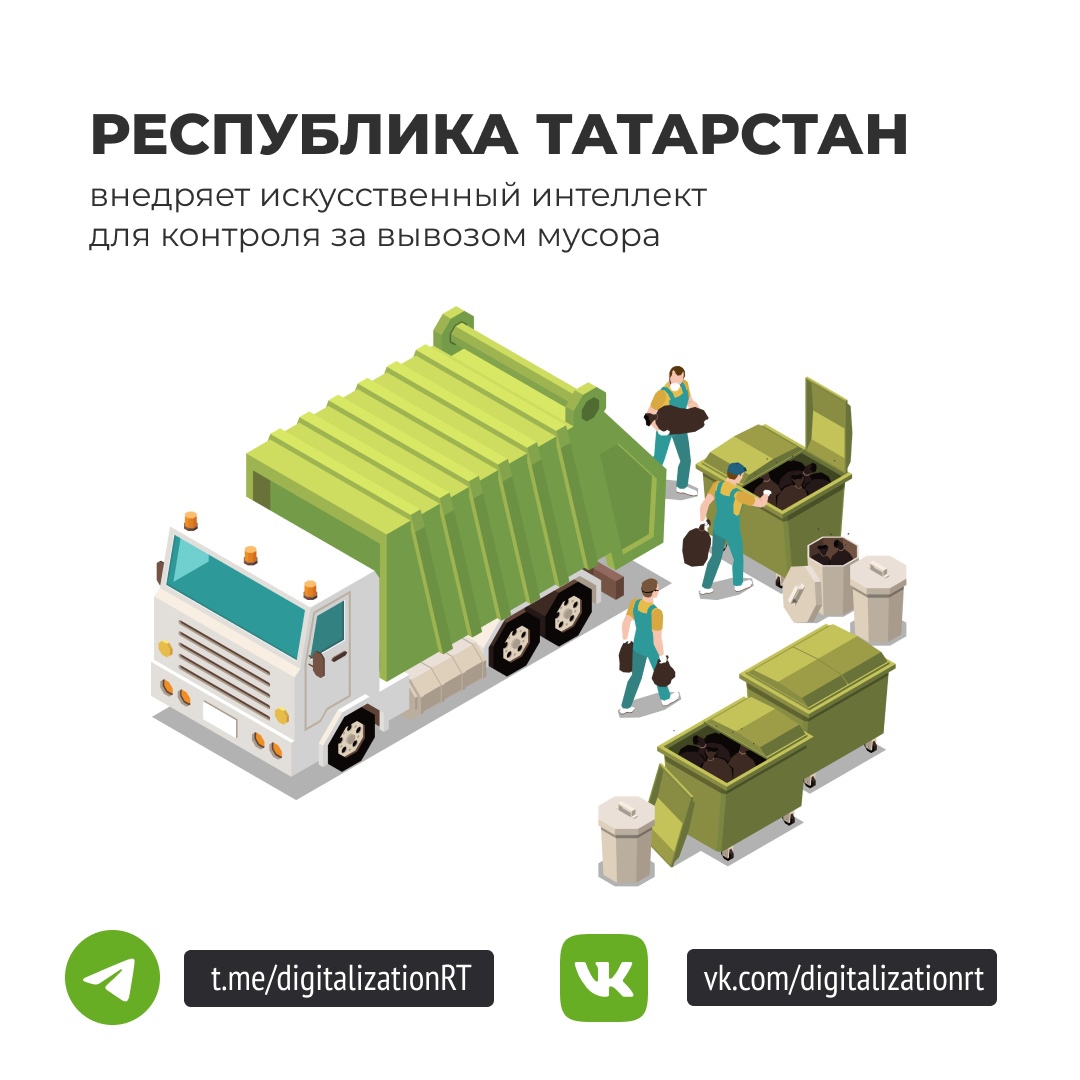 РЕСПУБЛИКА ТАТАРСТАН
внедряет искусственный интеллект
для контроля за вывозом мусора
t.me/digitalizationRT
vk.com/digitalizationrt